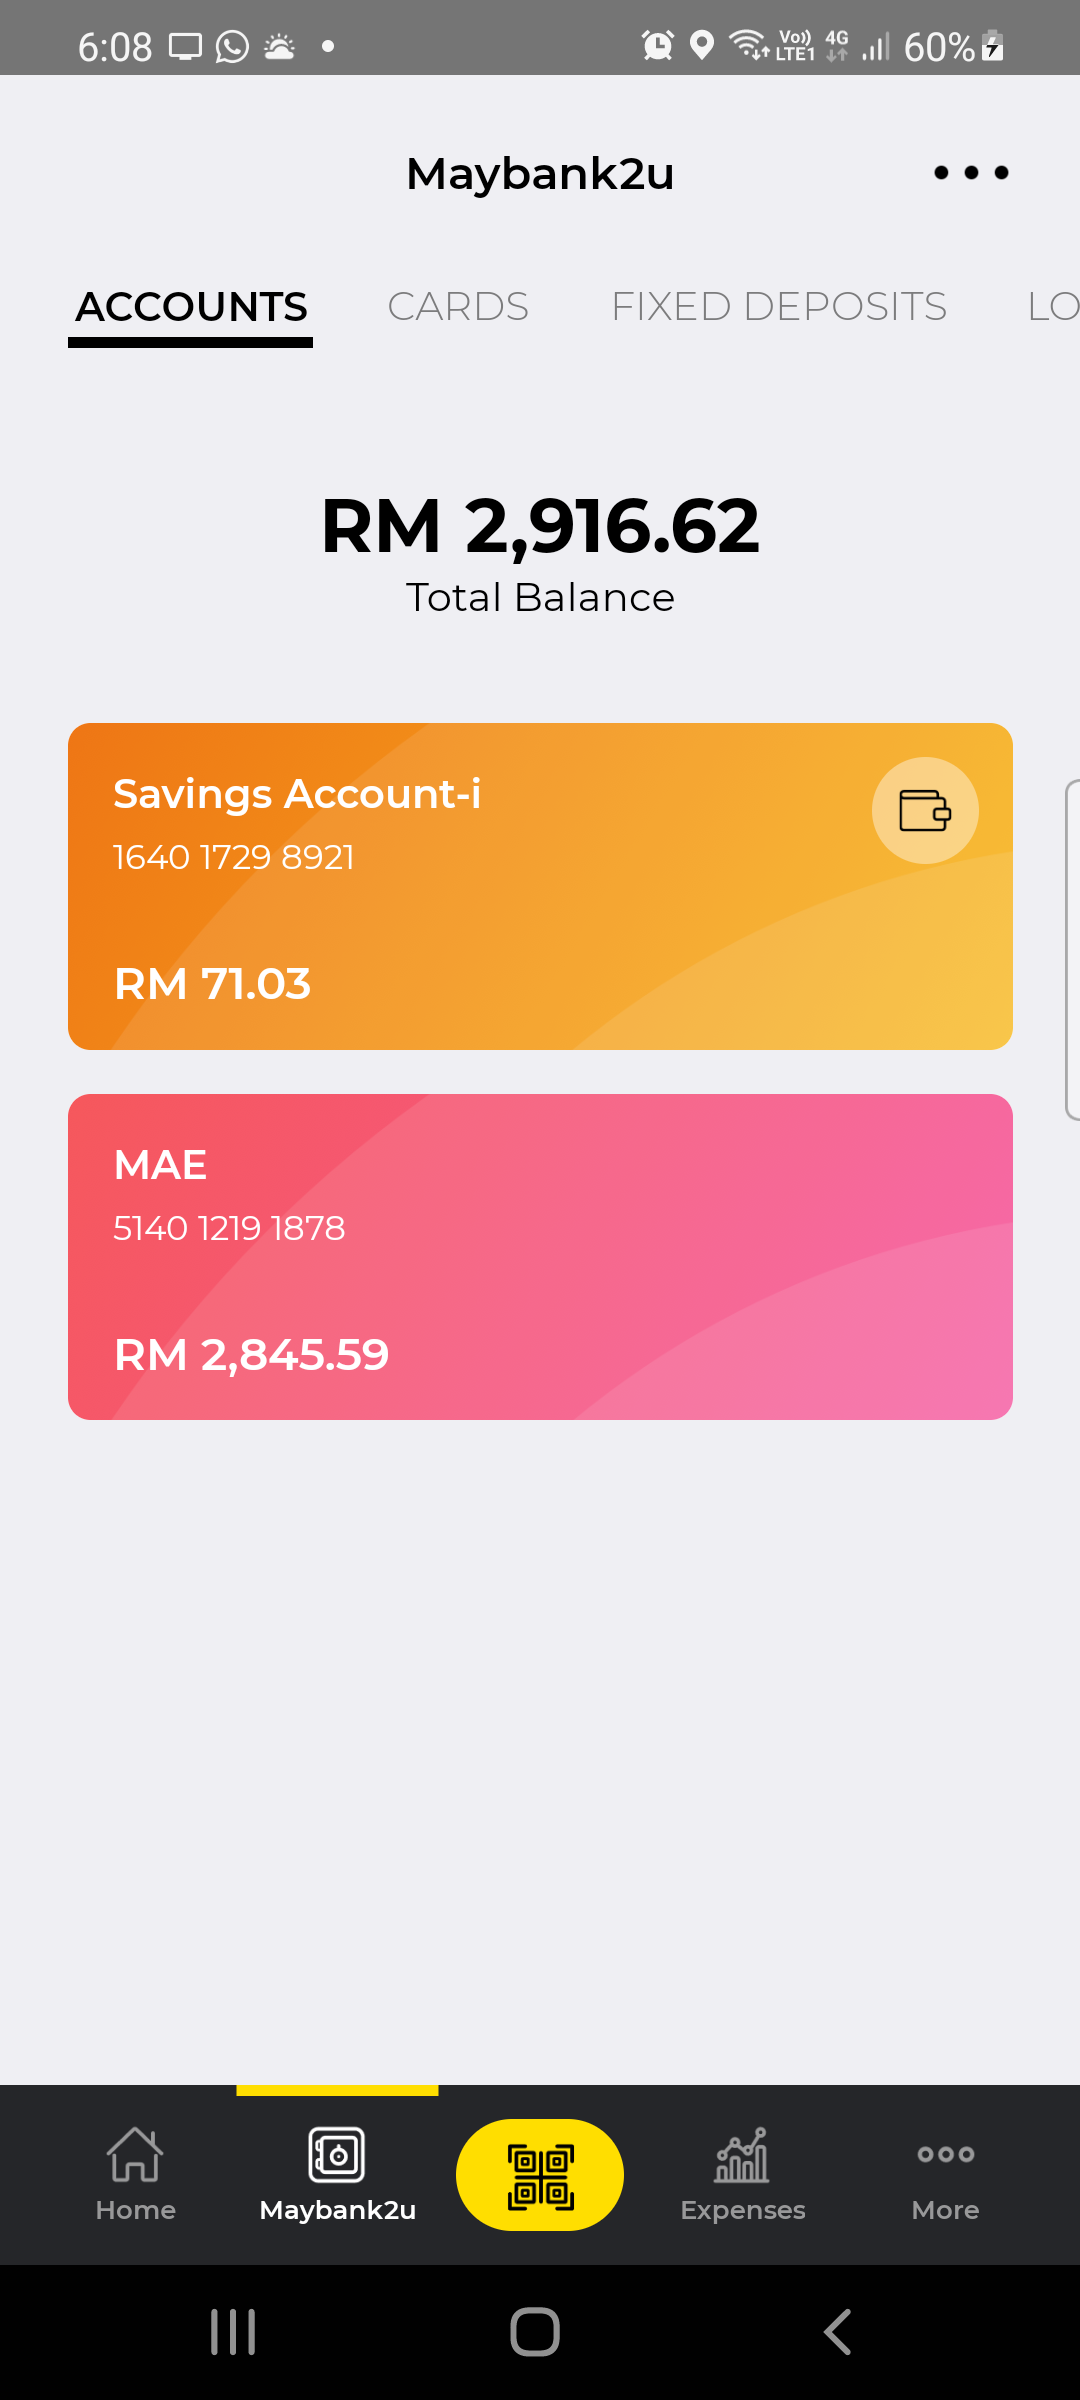 6:08 Vo)) LTE1 4G 60%
Maybank2u
ACCOUNTS CARDS FIXED DEPOSITS LO
RM 2,916.62
Total Balance
Savings Account-i
1640 1729 8921
RM 71.03
MAE
5140 1219 1878
RM 2,845.59
Home Maybank2u Expenses More